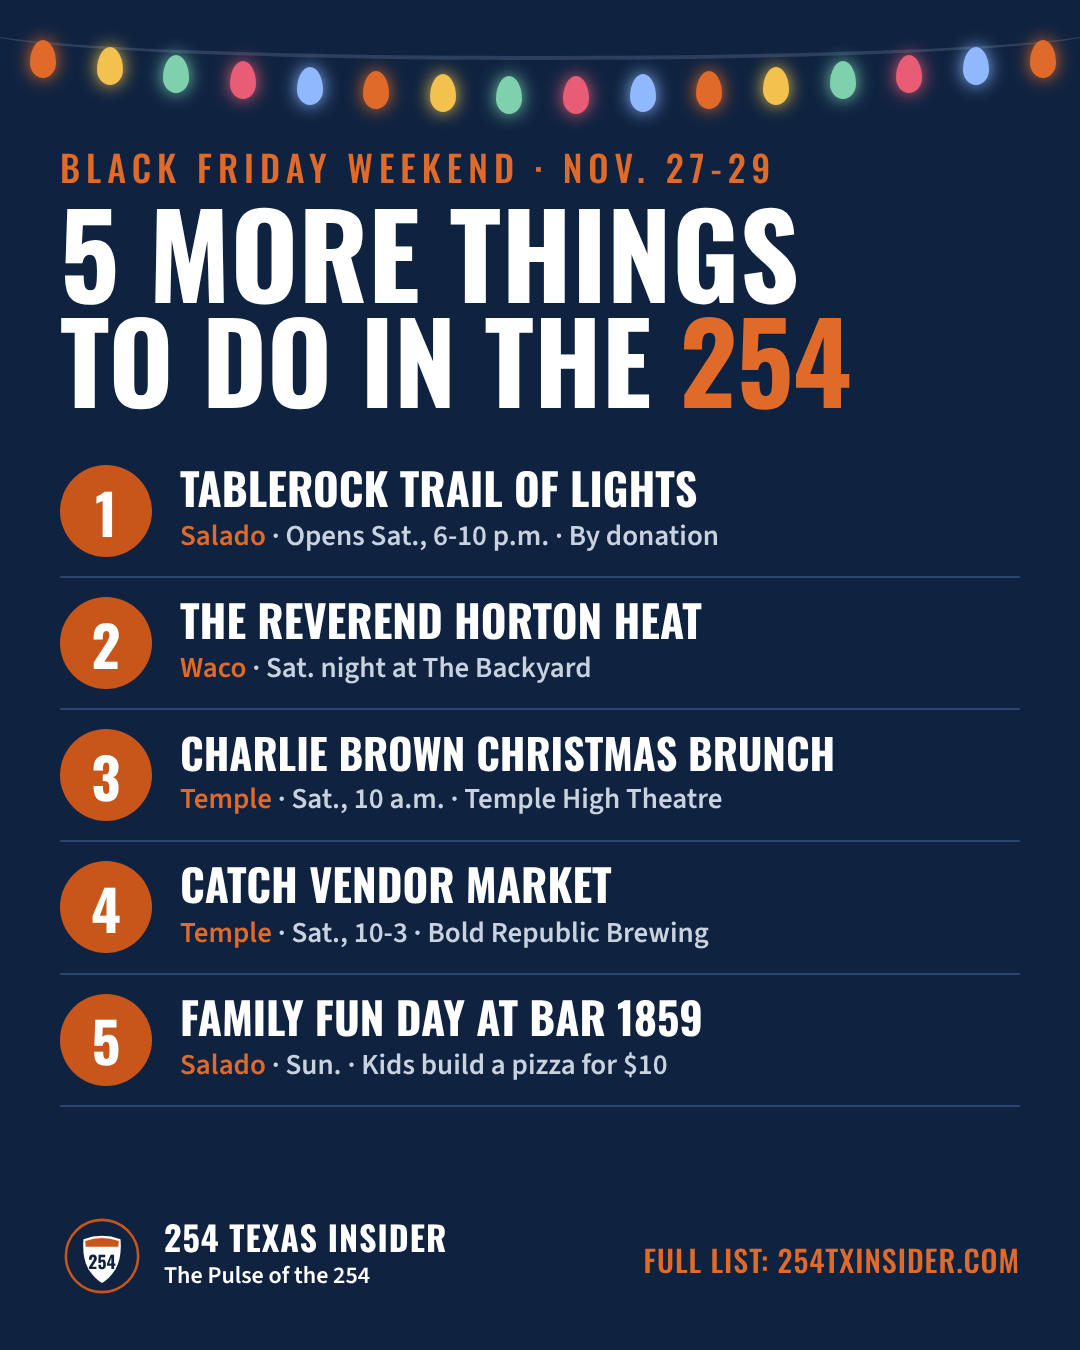 BLACK FRIDAY WEEKEND · NOV. 27-29
5 MORE THINGS
TO DO IN THE 254
1
TABLEROCK TRAIL OF LIGHTS
Salado · Opens Sat., 6-10 p.m. · By donation
2
THE REVEREND HORTON HEAT
Waco · Sat. night at The Backyard
3
CHARLIE BROWN CHRISTMAS BRUNCH
Temple · Sat., 10 a.m. · Temple High Theatre
4
CATCH VENDOR MARKET
Temple · Sat., 10-3 · Bold Republic Brewing
5
FAMILY FUN DAY AT BAR 1859
Salado · Sun. · Kids build a pizza for $10
254
254 TEXAS INSIDER
The Pulse of the 254
FULL LIST: 254TXINSIDER.COM